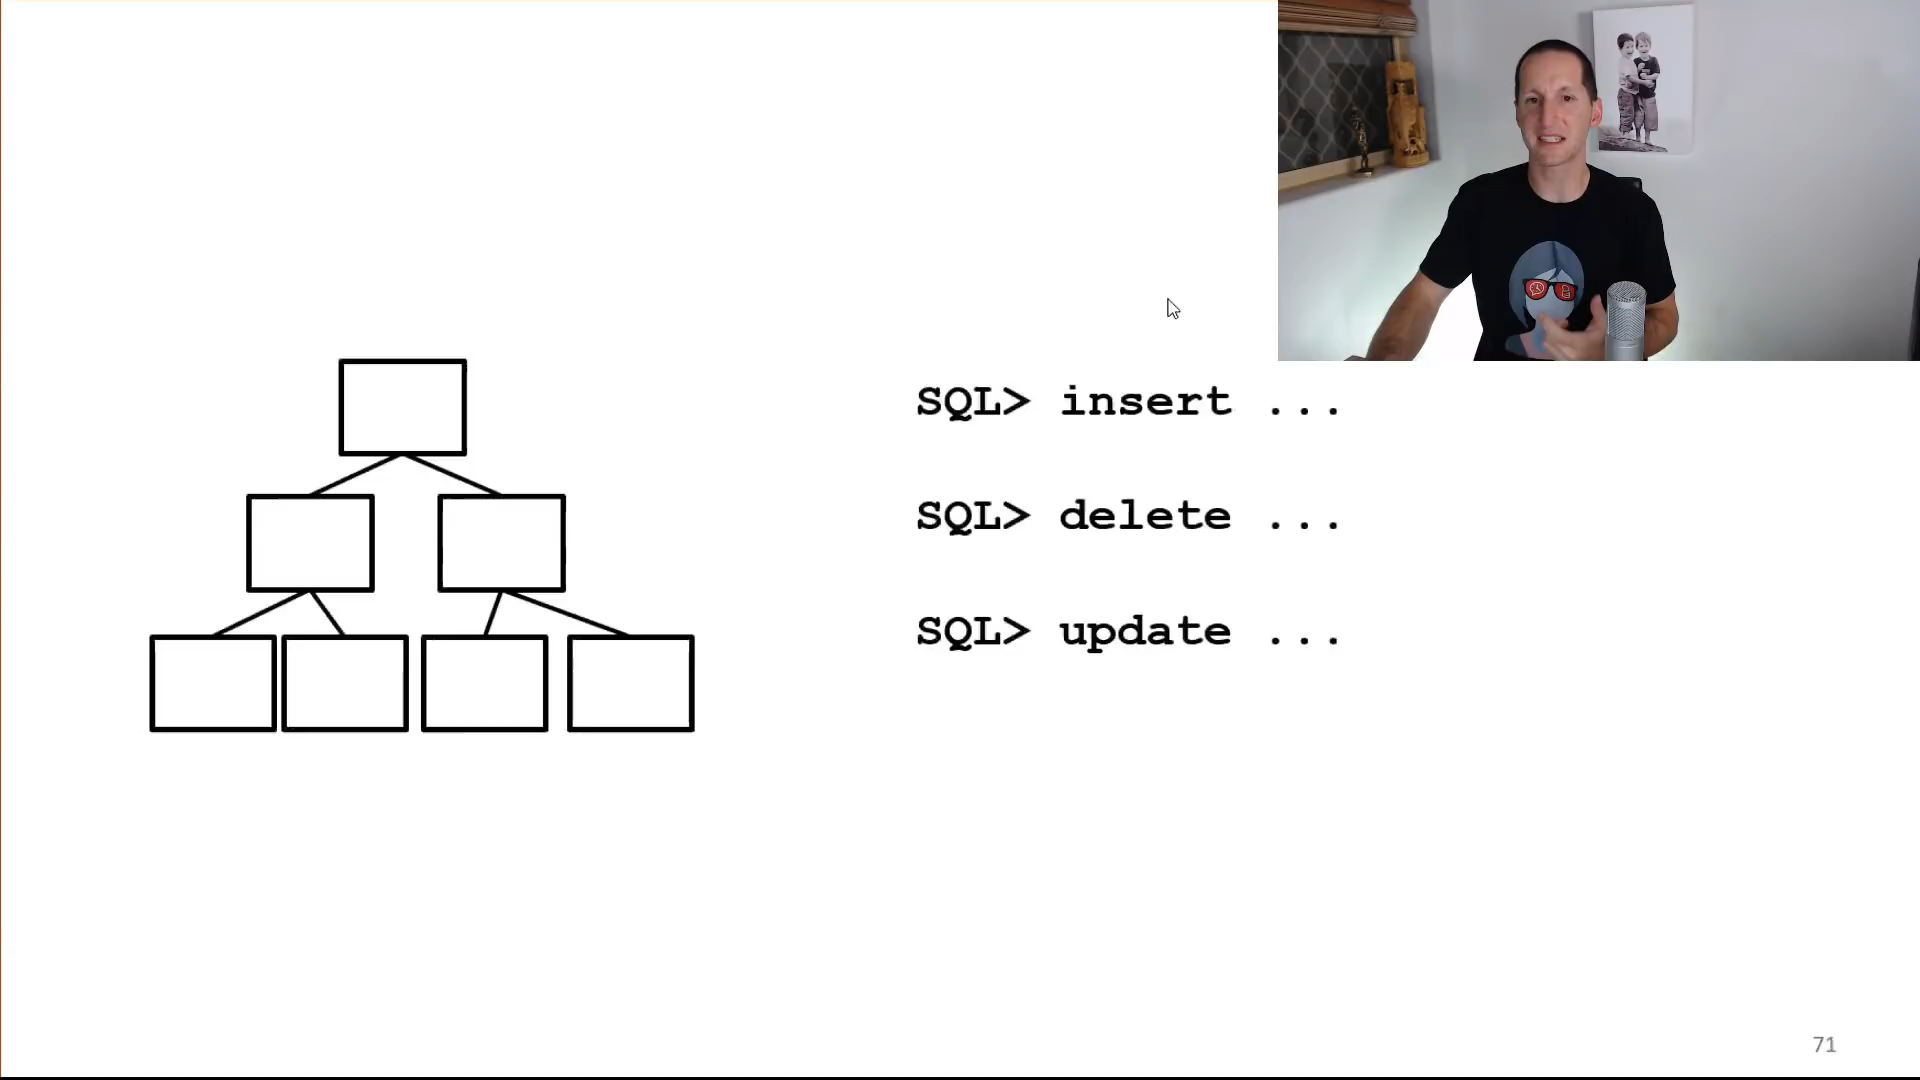 SQL> insert ...
SQL> delete ...
SQL> update ...
71